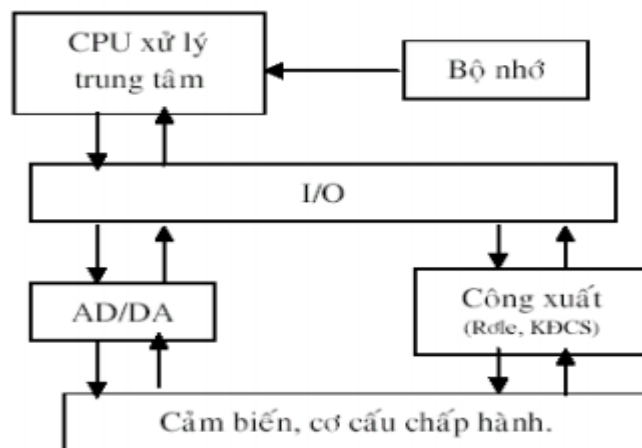 CPU xử lý
trung tâm
Bộ nhớ
I/O
AD/DA
Công xuất
(Rơle, KĐCS)
Cảm biến, cơ cấu chấp hành.